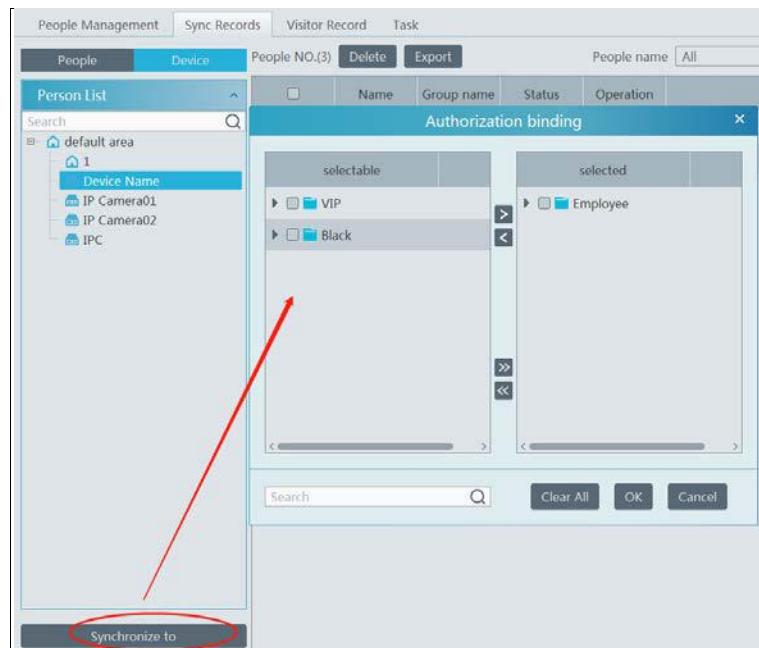 People Management Sync Records Visitor Record Task
People Device People NO.(3) Delete Export People name All
Person List Name Group name Status Operation
Search
Authorization binding
default area
1
Device Name
IP Camera01
IP Camera02
IPC
selectable selected
VIP Employee
Black
Search Clear All OK Cancel
Synchronize to